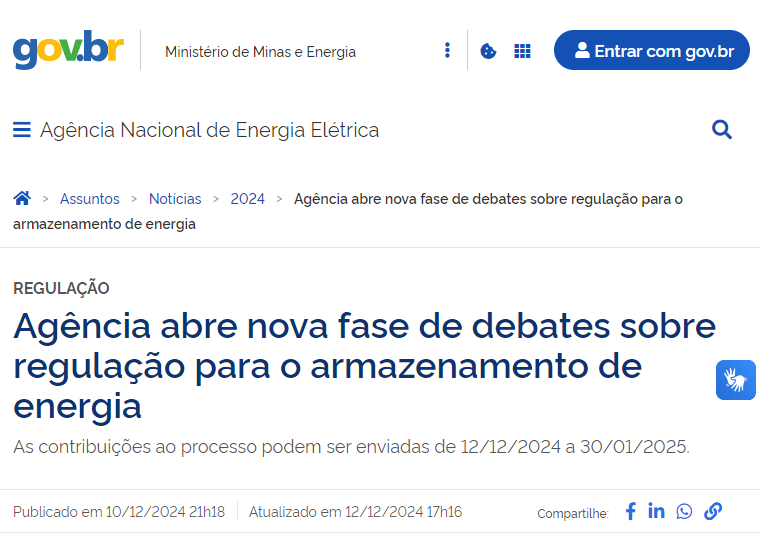 gov.br
Ministério de Minas e Energia
Entrar com gov.br
Agência Nacional de Energia Elétrica
> Assuntos > Notícias > 2024 > Agência abre nova fase de debates sobre regulação para o
armazenamento de energia
REGULAÇÃO
Agência abre nova fase de debates sobre
regulação para o armazenamento de
energia
As contribuições ao processo podem ser enviadas de 12/12/2024 a 30/01/2025.
Publicado em 10/12/2024 21h18 Atualizado em 12/12/2024 17h16 Compartilhe: